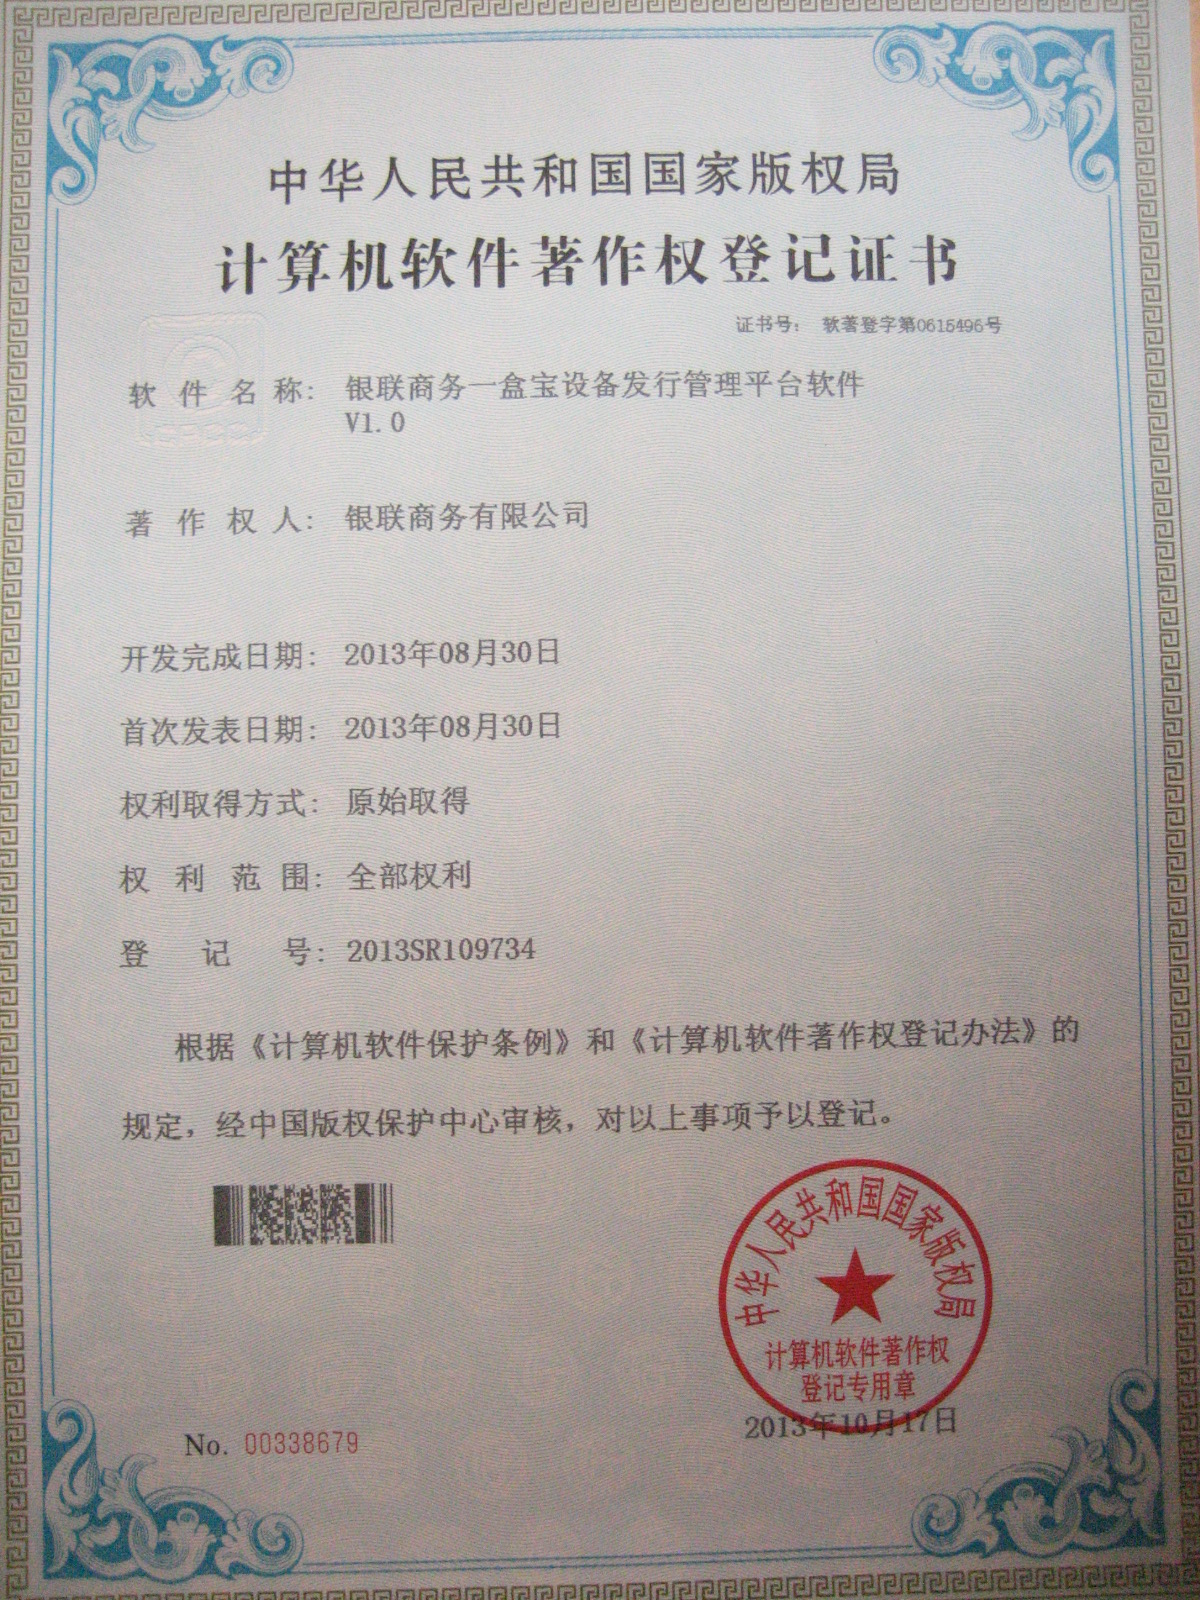 中华人民共和国国家版权局
计算机软件著作权登记证书
证书号： 软著登字第0615496号
软件名称： 银联商务一盒宝设备发行管理平台软件
V1.0
著作权人： 银联商务有限公司
开发完成日期： 2013年08月30日
首次发表日期： 2013年08月30日
权利取得方式： 原始取得
权利范围： 全部权利
登记号： 2013SR109734
根据《计算机软件保护条例》和《计算机软件著作权登记办法》的
规定，经中国版权保护中心审核，对以上事项予以登记。
中华人民共和国国家版权局
计算机软件著作权
登记专用章
2013年10月17日
No. 00338679